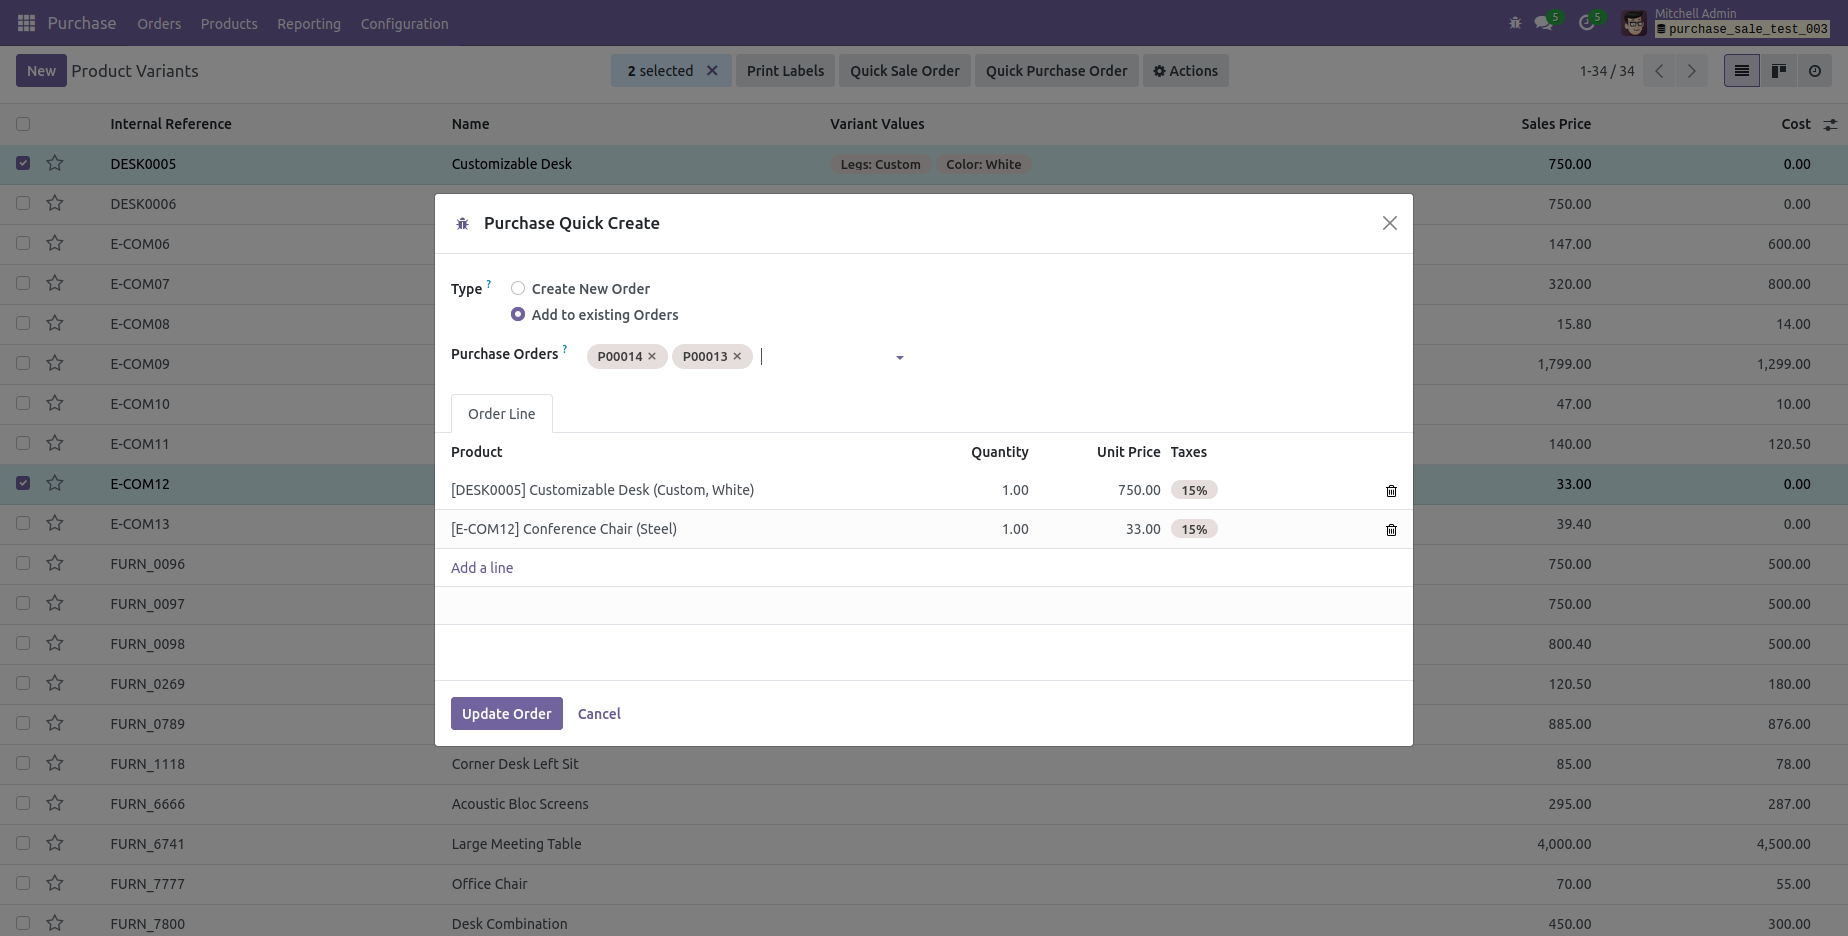 Purchase Orders Products Reporting Configuration 5 5 Mitchell Admin
purchase_sale_test_003
New Product Variants 2 selected Print Labels Quick Sale Order Quick Purchase Order Actions 1-34 / 34
Internal Reference Name Variant Values Sales Price Cost
DESK0005 Customizable Desk Legs: Custom Color: White 750.00 0.00
DESK0006 750.00 0.00
E-COM06 147.00 600.00
E-COM07 320.00 800.00
E-COM08 15.80 14.00
E-COM09 1,799.00 1,299.00
E-COM10 47.00 10.00
E-COM11 140.00 120.50
E-COM12 33.00 0.00
E-COM13 39.40 0.00
FURN_0096 750.00 500.00
FURN_0097 750.00 500.00
FURN_0098 800.40 500.00
FURN_0269 120.50 180.00
FURN_0789 885.00 876.00
FURN_1118 Corner Desk Left Sit 85.00 78.00
FURN_6666 Acoustic Bloc Screens 295.00 287.00
FURN_6741 Large Meeting Table 4,000.00 4,500.00
FURN_7777 Office Chair 70.00 55.00
FURN_7800 Desk Combination 450.00 300.00
Purchase Quick Create
Type ? Create New Order
Add to existing Orders
Purchase Orders ? P00014 × P00013 ×
Order Line
Product Quantity Unit Price Taxes
[DESK0005] Customizable Desk (Custom, White) 1.00 750.00 15%
[E-COM12] Conference Chair (Steel) 1.00 33.00 15%
Add a line
Update Order Cancel